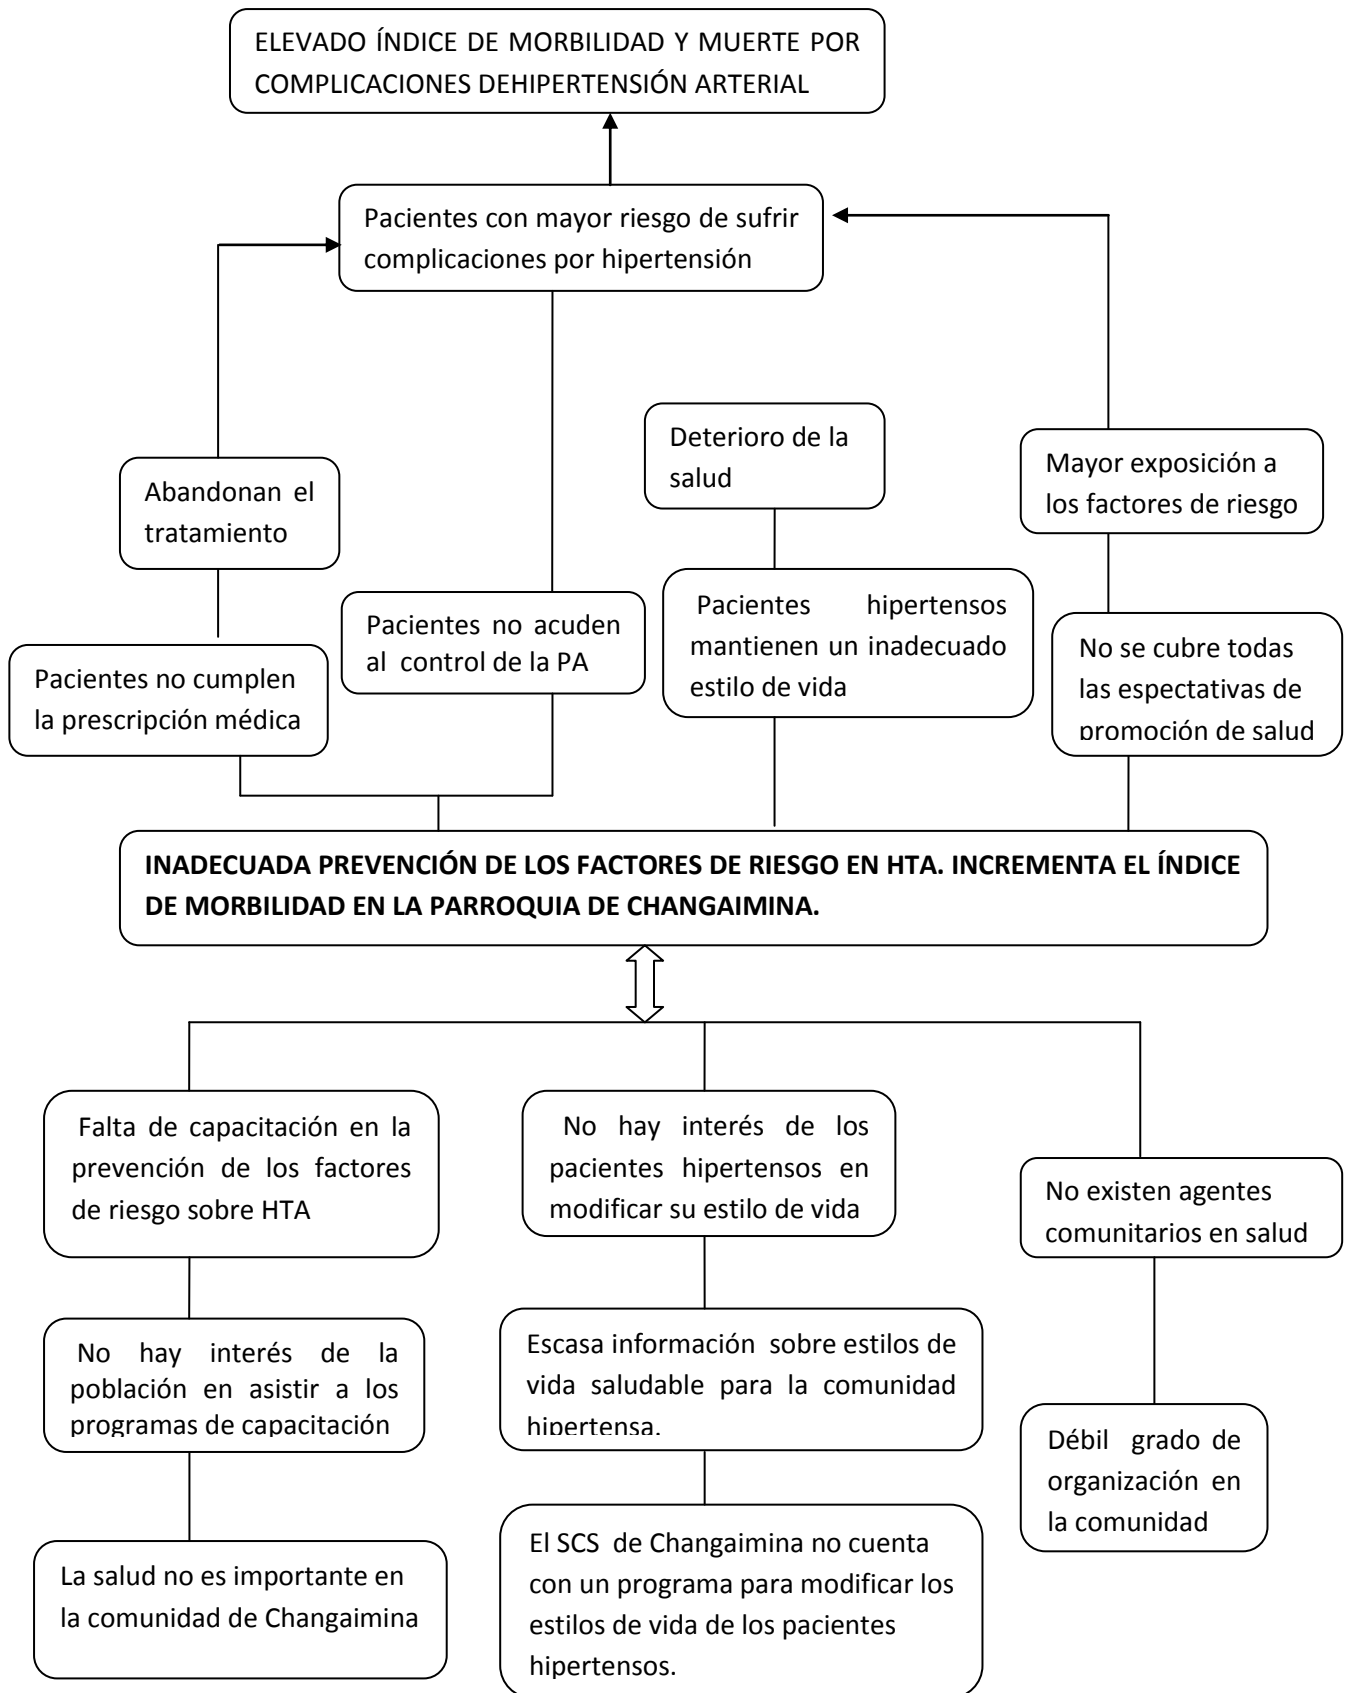 ELEVADO ÍNDICE DE MORBILIDAD Y MUERTE POR
COMPLICACIONES DEHIPERTENSIÓN ARTERIAL
Pacientes con mayor riesgo de sufrir
complicaciones por hipertensión
Deterioro de la
salud
Mayor exposición a
los factores de riesgo
Abandonan el
tratamiento
Pacientes hipertensos
mantienen un inadecuado
estilo de vida
Pacientes no acuden
al control de la PA
No se cubre todas
las espectativas de
promoción de salud
Pacientes no cumplen
la prescripción médica
INADECUADA PREVENCIÓN DE LOS FACTORES DE RIESGO EN HTA. INCREMENTA EL ÍNDICE
DE MORBILIDAD EN LA PARROQUIA DE CHANGAIMINA.
Falta de capacitación en la
prevención de los factores
de riesgo sobre HTA
No hay interés de los
pacientes hipertensos en
modificar su estilo de vida
No existen agentes
comunitarios en salud
No hay interés de la
población en asistir a los
programas de capacitación
Escasa información sobre estilos de
vida saludable para la comunidad
hipertensa.
Débil grado de
organización en
la comunidad
La salud no es importante en
la comunidad de Changaimina
El SCS de Changaimina no cuenta
con un programa para modificar los
estilos de vida de los pacientes
hipertensos.